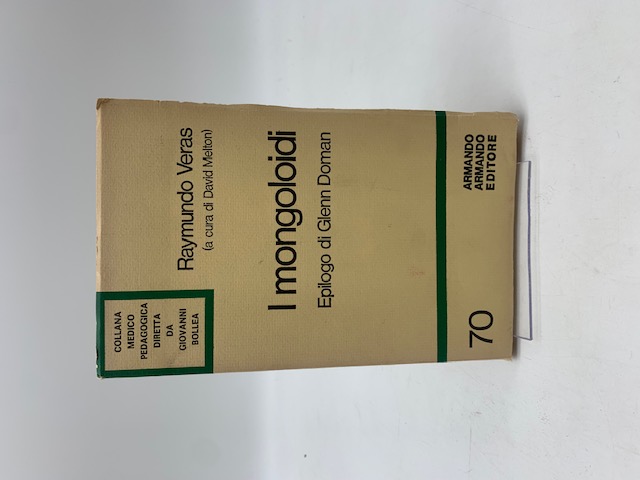 COLLANA
MEDICO
PEDAGOGICA
DIRETTA
DA
GIOVANNI
BOLLEA
Raymundo Veras
(a cura di David Melton)
I mongoloidi
Epilogo di Glenn Doman
70
ARMANDO
ARMANDO
EDITORE